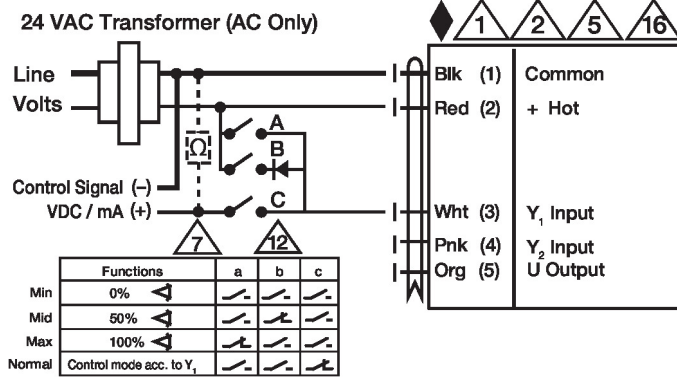 24 VAC Transformer (AC Only)
1 2 5 16
Line
Volts
Blk (1) Common
Red (2) + Hot
A
B
Ω
Control Signal (–)
VDC / mA (+)
C
Wht (3) Y1 Input
Pnk (4) Y2 Input
Org (5) U Output
7 12
Functions a b c
Min 0%
Mid 50%
Max 100%
Normal Control mode acc. to Y1